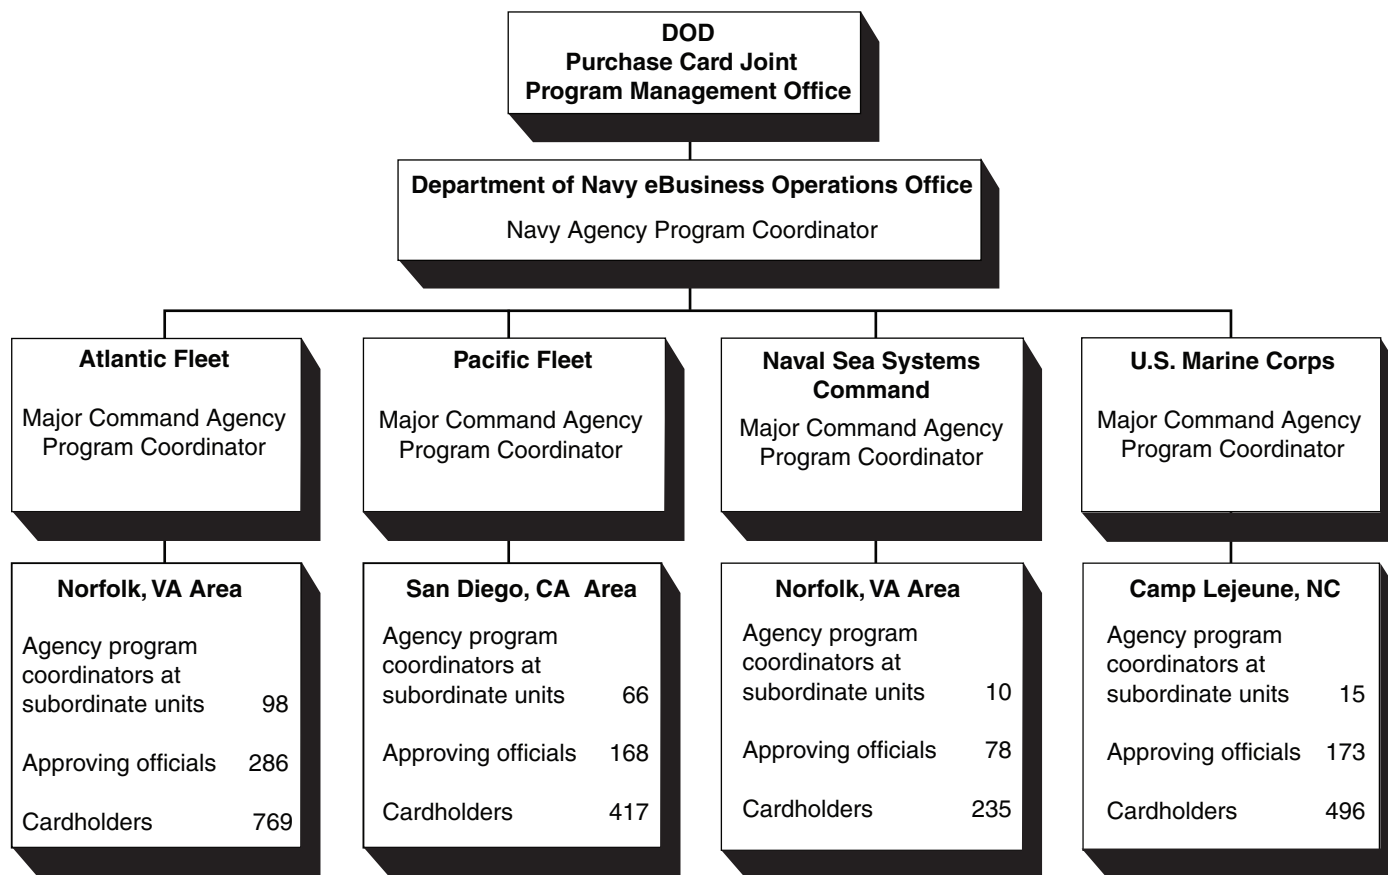 DOD
Purchase Card Joint
Program Management Office
Department of Navy eBusiness Operations Office
Navy Agency Program Coordinator
Atlantic Fleet
Major Command Agency
Program Coordinator
Pacific Fleet
Major Command Agency
Program Coordinator
Naval Sea Systems
Command
Major Command Agency
Program Coordinator
U.S. Marine Corps
Major Command Agency
Program Coordinator
Norfolk, VA Area
Agency program
coordinators at
subordinate units 98
Approving officials 286
Cardholders 769
San Diego, CA Area
Agency program
coordinators at
subordinate units 66
Approving officials 168
Cardholders 417
Norfolk, VA Area
Agency program
coordinators at
subordinate units 10
Approving officials 78
Cardholders 235
Camp Lejeune, NC
Agency program
coordinators at
subordinate units 15
Approving officials 173
Cardholders 496